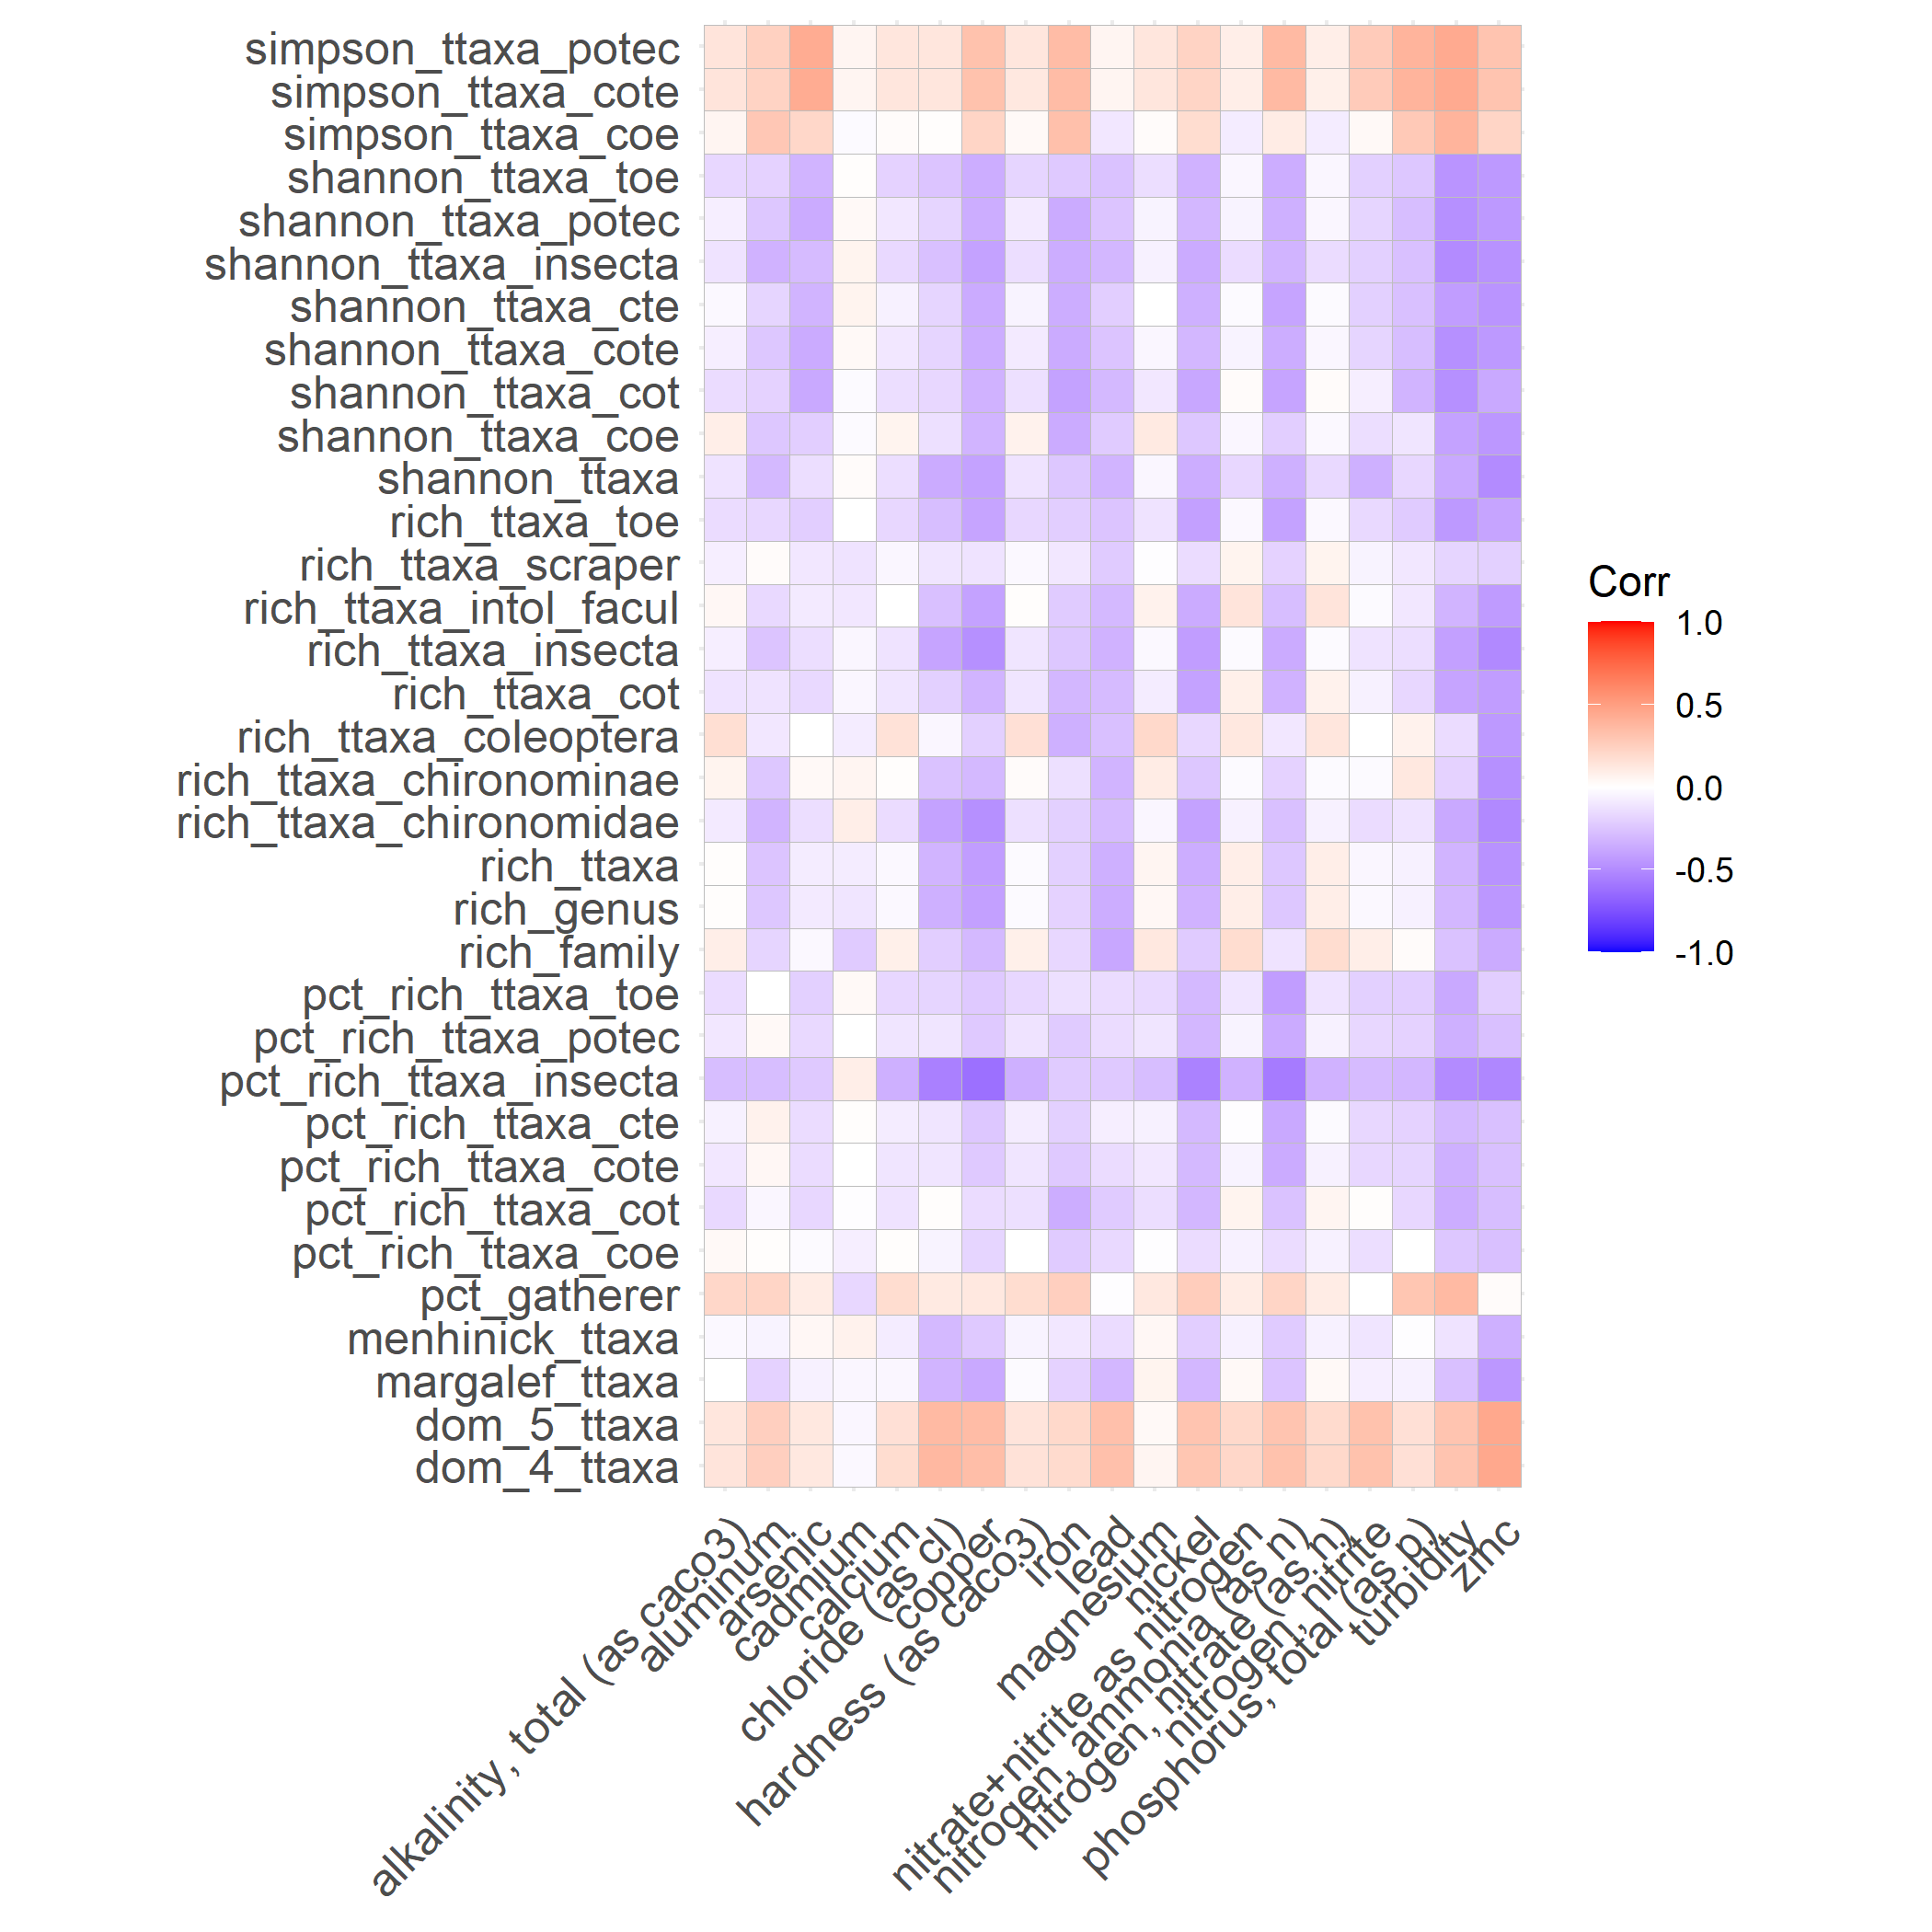 simpson_ttaxa_potec
simpson_ttaxa_cote
simpson_ttaxa_coe
shannon_ttaxa_toe
shannon_ttaxa_potec
shannon_ttaxa_insecta
shannon_ttaxa_cte
shannon_ttaxa_cote
shannon_ttaxa_cot
shannon_ttaxa_coe
shannon_ttaxa
rich_ttaxa_toe
rich_ttaxa_scraper
rich_ttaxa_intol_facul
rich_ttaxa_insecta
rich_ttaxa_cot
rich_ttaxa_coleoptera
rich_ttaxa_chironominae
rich_ttaxa_chironomidae
rich_ttaxa
rich_genus
rich_family
pct_rich_ttaxa_toe
pct_rich_ttaxa_potec
pct_rich_ttaxa_insecta
pct_rich_ttaxa_cte
pct_rich_ttaxa_cote
pct_rich_ttaxa_cot
pct_rich_ttaxa_coe
pct_gatherer
menhinick_ttaxa
margalef_ttaxa
dom_5_ttaxa
dom_4_ttaxa
alkalinity, total (as caco3)
aluminum
arsenic
cadmium
calcium
chloride (as cl)
copper
hardness (as caco3)
iron
lead
magnesium
nickel
nitrate+nitrite as nitrogen
nitrogen, ammonia (as n)
nitrogen, nitrate (as n)
nitrogen, nitrite
phosphorus, total (as p)
turbidity
zinc
Corr
1.0
0.5
0.0
-0.5
-1.0